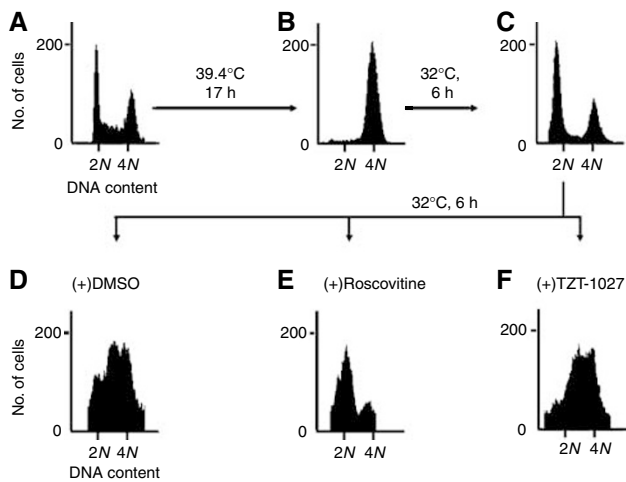 A
B
C
No. of cells
200
0
2N 4N
DNA content
39.4°C
17 h
200
0
2N 4N
32°C,
6 h
200
0
2N 4N
32°C, 6 h
D
(+)DMSO
E
(+)Roscovitine
F
(+)TZT-1027
No. of cells
200
0
2N 4N
DNA content
200
0
2N 4N
200
0
2N 4N